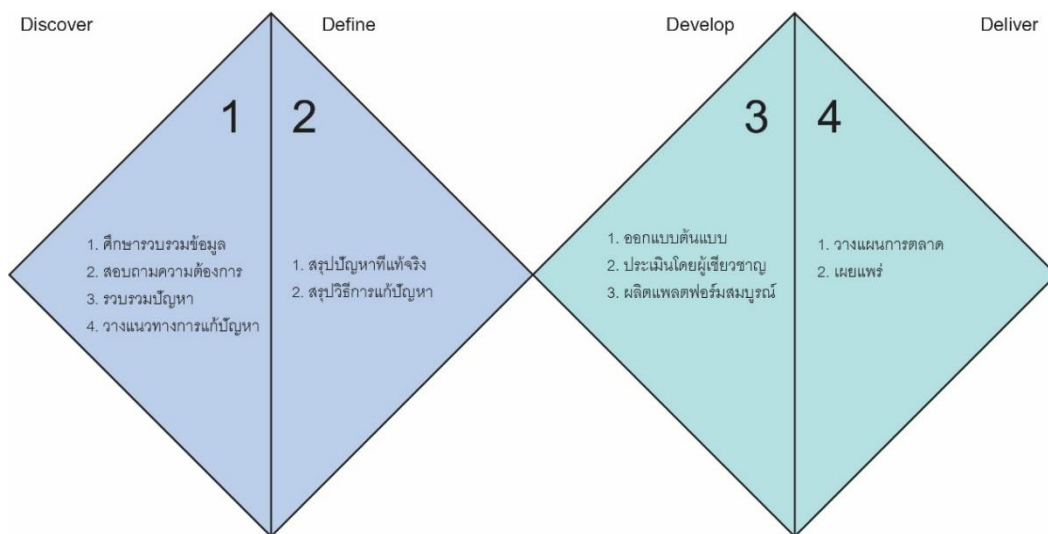 Discover
Define
Develop
Deliver
1
2
3
4
1. ศึกษารวบรวมข้อมูล
2. สอบถามความต้องการ
3. รวบรวมปัญหา
4. วางแนวทางการแก้ปัญหา
1. สรุปปัญหาที่แท้จริง
2. สรุปวิธีการแก้ปัญหา
1. ออกแบบต้นแบบ
2. ประเมินโดยผู้เชี่ยวชาญ
3. ผลิตแพลตฟอร์มสมบูรณ์
1. วางแผนการตลาด
2. เผยแพร่